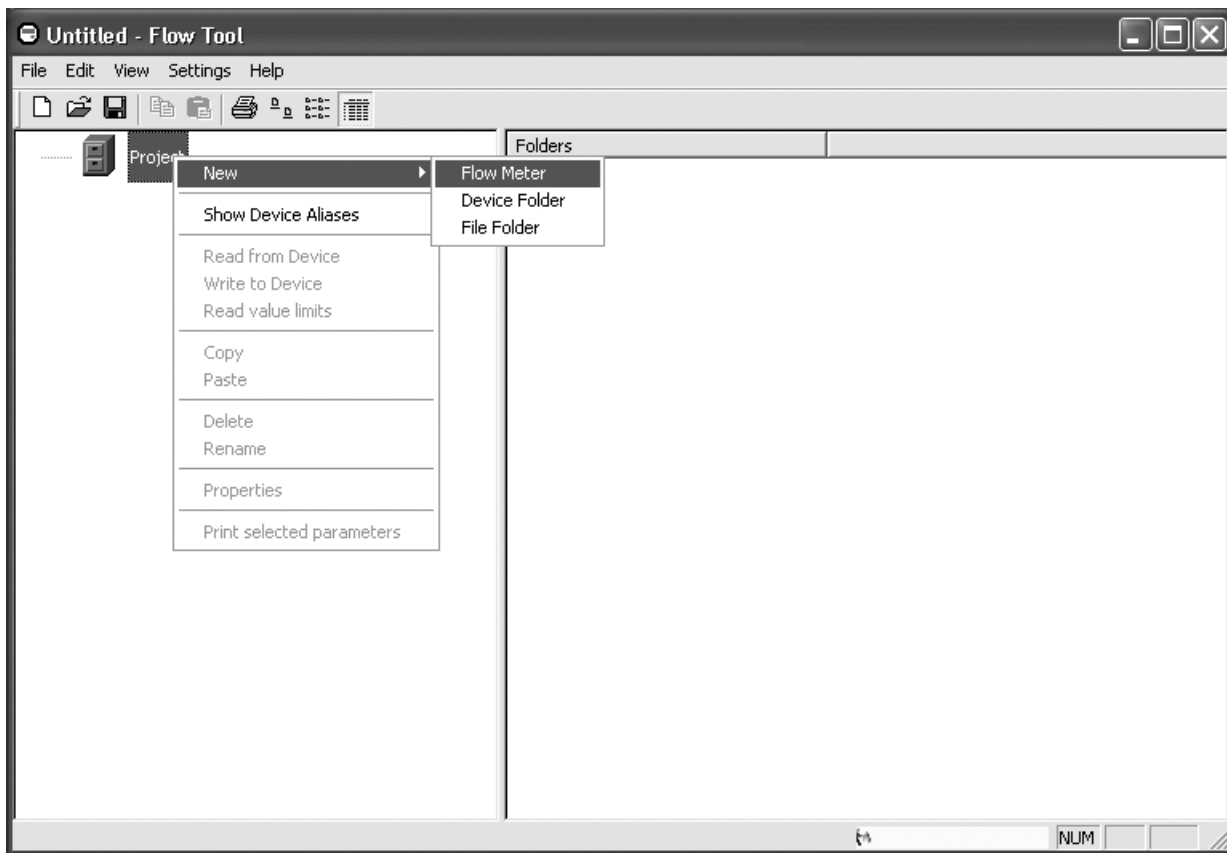 Untitled - Flow Tool
File Edit View Settings Help
Project
Folders
New
Show Device Aliases
Read from Device
Write to Device
Read value limits
Copy
Paste
Delete
Rename
Properties
Print selected parameters
Flow Meter
Device Folder
File Folder
NUM